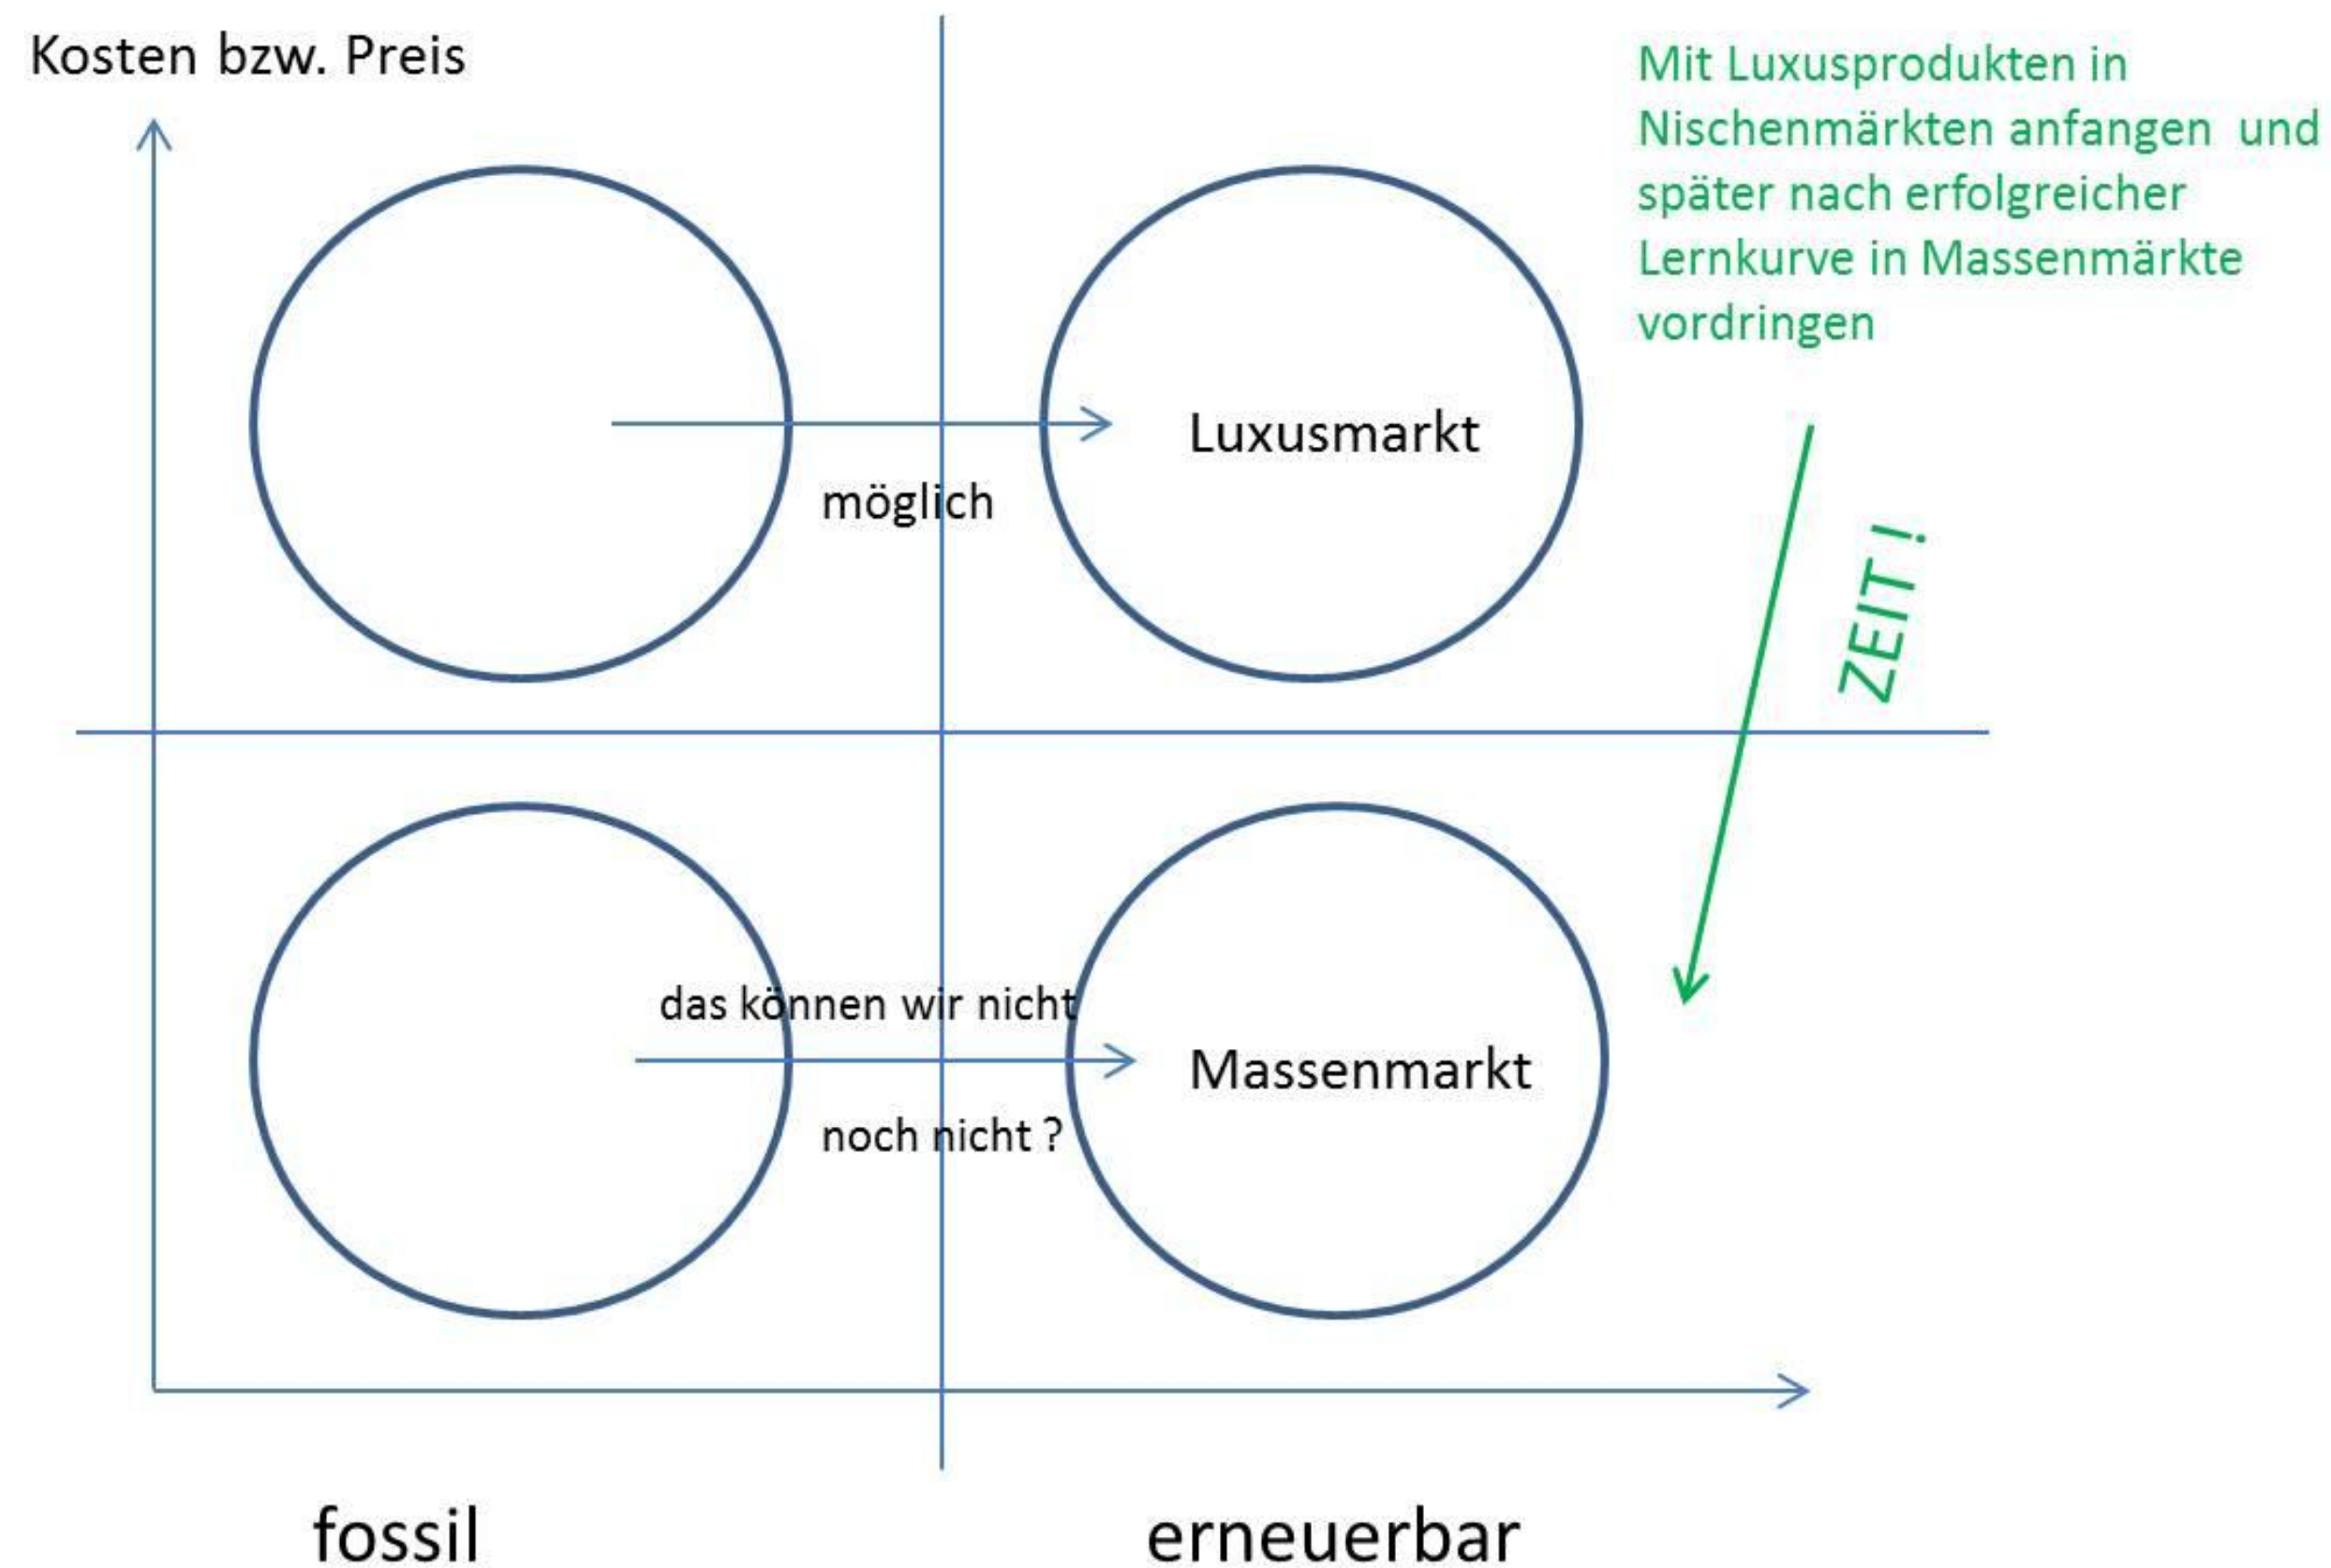 Kosten bzw. Preis
Mit Luxusprodukten in
Nischenmärkten anfangen und
später nach erfolgreicher
Lernkurve in Massenmärkte
vordringen
Luxusmarkt
möglich
ZEIT !
das können wir nicht
Massenmarkt
noch nicht ?
fossil
erneuerbar